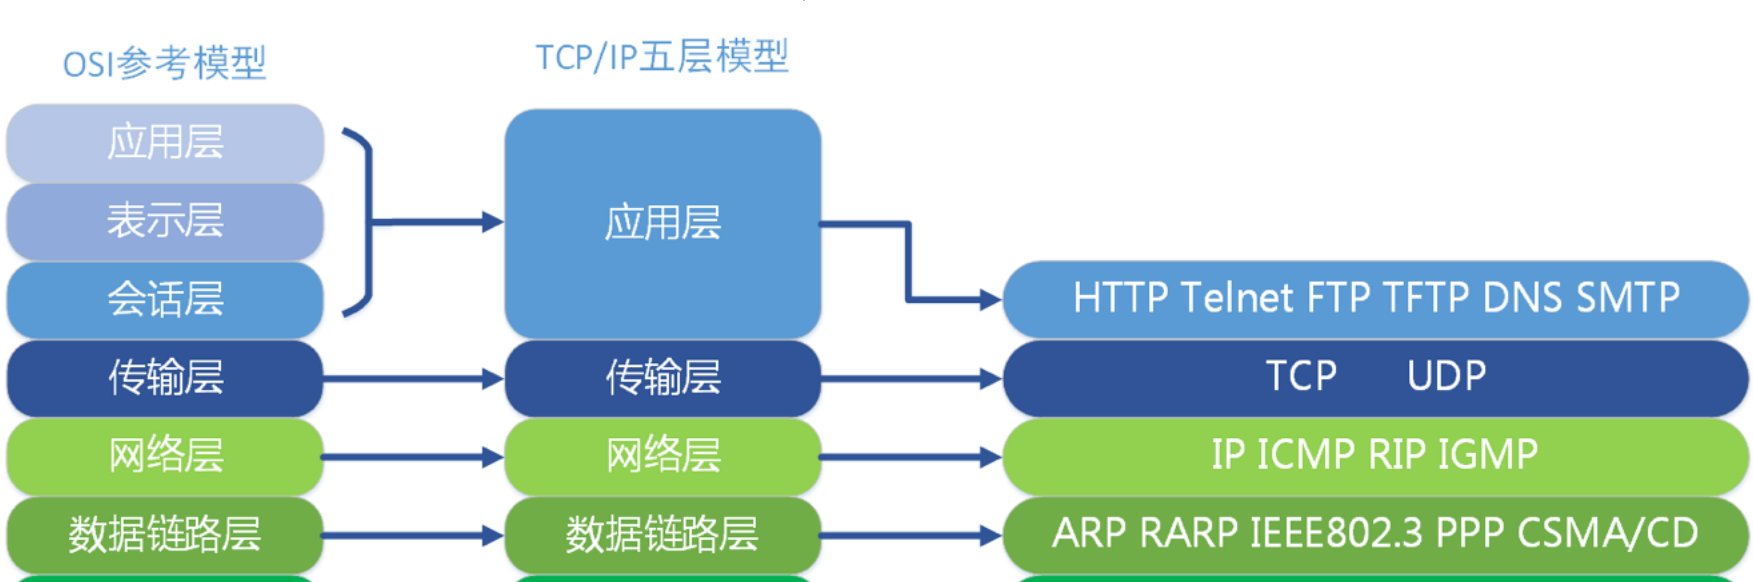 OSI参考模型
TCP/IP五层模型
应用层
表示层
会话层
应用层
HTTP Telnet FTP TFTP DNS SMTP
传输层
传输层
TCP UDP
网络层
网络层
IP ICMP RIP IGMP
数据链路层
数据链路层
ARP RARP IEEE802.3 PPP CSMA/CD